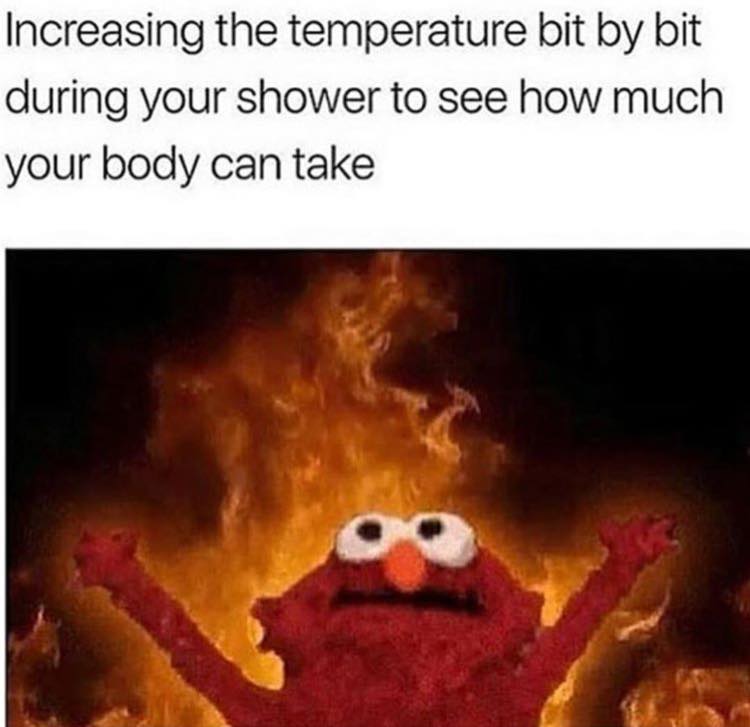 Increasing the temperature bit by bit
during your shower to see how much
your body can take